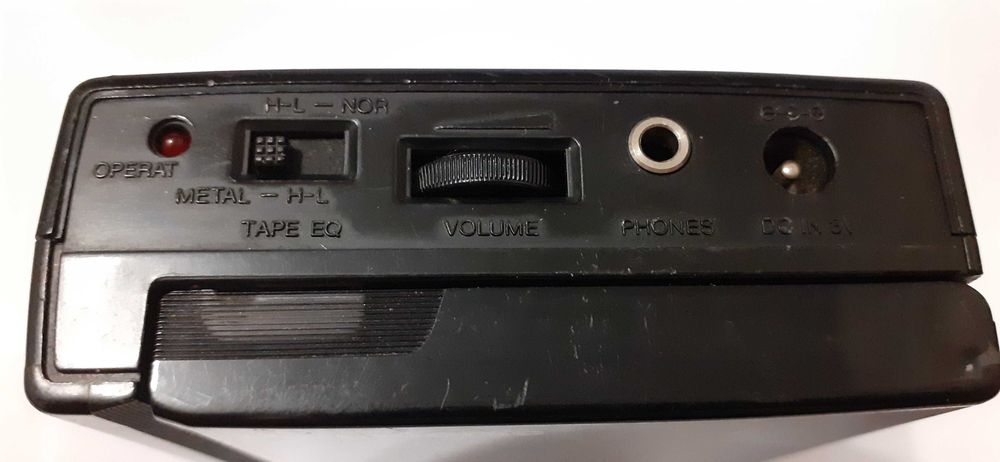 H-L — NOR
OPERAT
METAL — H-L
TAPE EQ
VOLUME
PHONES
DC IN 3V